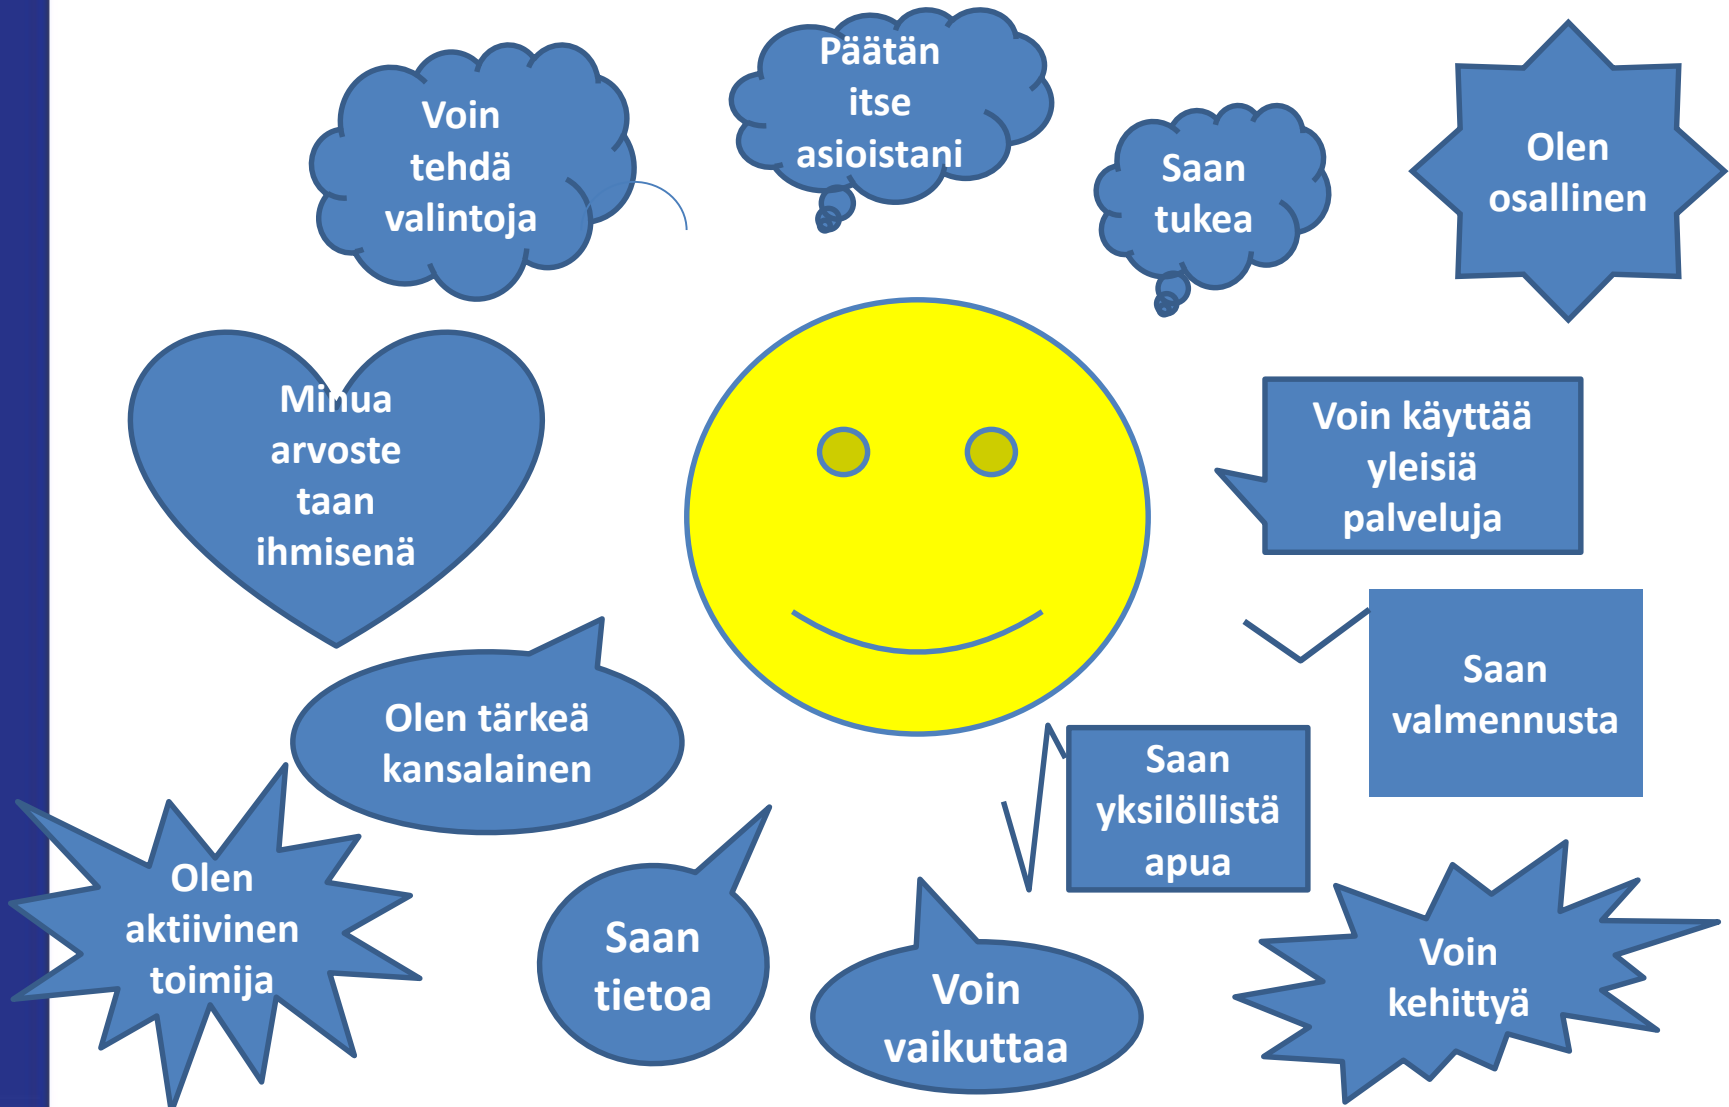 Voin
tehdä
valintoja
Päätän
itse
asioistani
Saan
tukea
Olen
osallinen
Minua
arvoste
taan
ihmisenä
Voin käyttää
yleisiä
palveluja
Saan
valmennusta
Olen tärkeä
kansalainen
Saan
yksilöllistä
apua
Olen
aktiivinen
toimija
Saan
tietoa
Voin
vaikuttaa
Voin
kehittyä